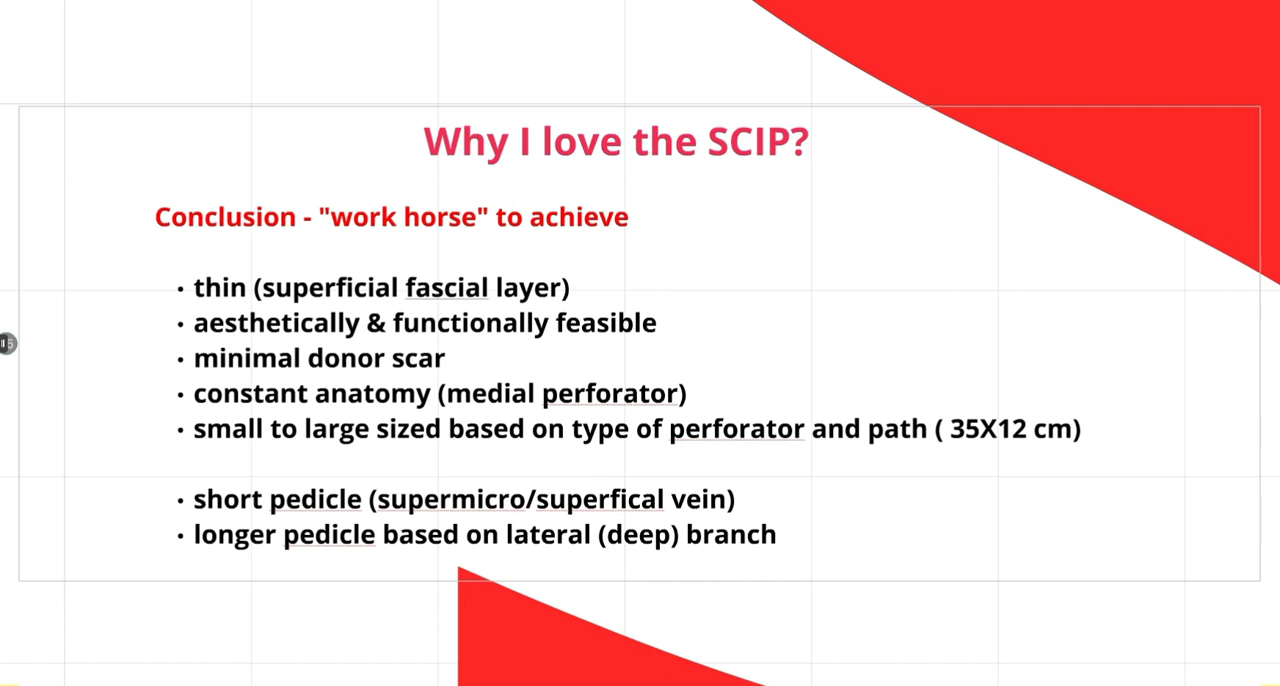 Why I love the SCIP?
Conclusion - "work horse" to achieve
• thin (superficial fascial layer)
• aesthetically & functionally feasible
• minimal donor scar
• constant anatomy (medial perforator)
• small to large sized based on type of perforator and path ( 35X12 cm)
• short pedicle (supermicro/superfical vein)
• longer pedicle based on lateral (deep) branch